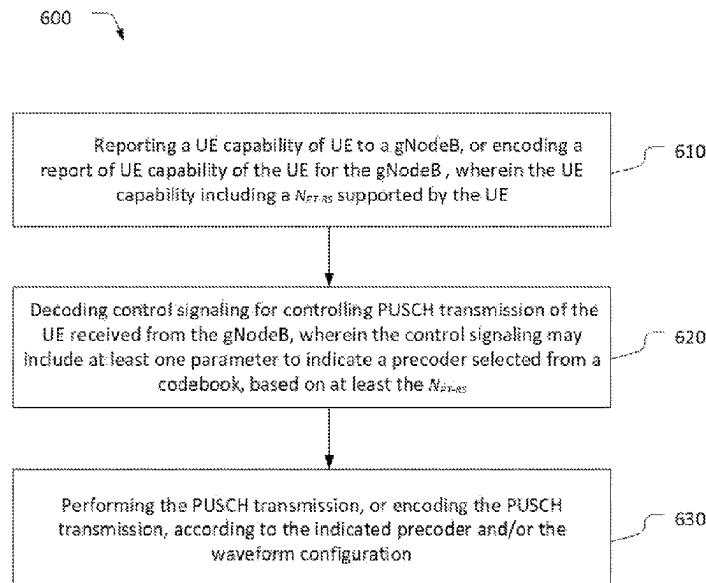 600
Reporting a UE capability of UE to a gNodeB, or encoding a
report of UE capability of the UE for the gNodeB , wherein the UE
capability including a N_PT-RS supported by the UE
610
Decoding control signaling for controlling PUSCH transmission of the
UE received from the gNodeB, wherein the control signaling may
include at least one parameter to indicate a precoder selected from a
codebook, based on at least the N_PT-RS
620
Performing the PUSCH transmission, or encoding the PUSCH
transmission, according to the indicated precoder and/or the
waveform configuration
630